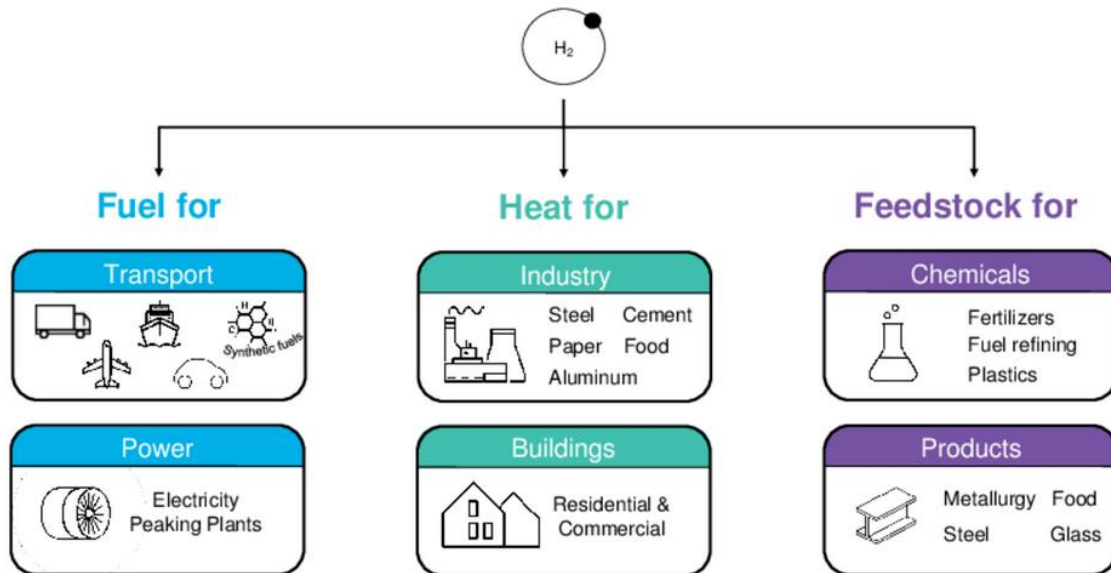 H₂
Fuel for
Heat for
Feedstock for
Transport
Synthetic fuels
Industry
Steel Cement
Paper Food
Aluminum
Chemicals
Fertilizers
Fuel refining
Plastics
Power
Electricity
Peaking Plants
Buildings
Residential &
Commercial
Products
Metallurgy Food
Steel Glass